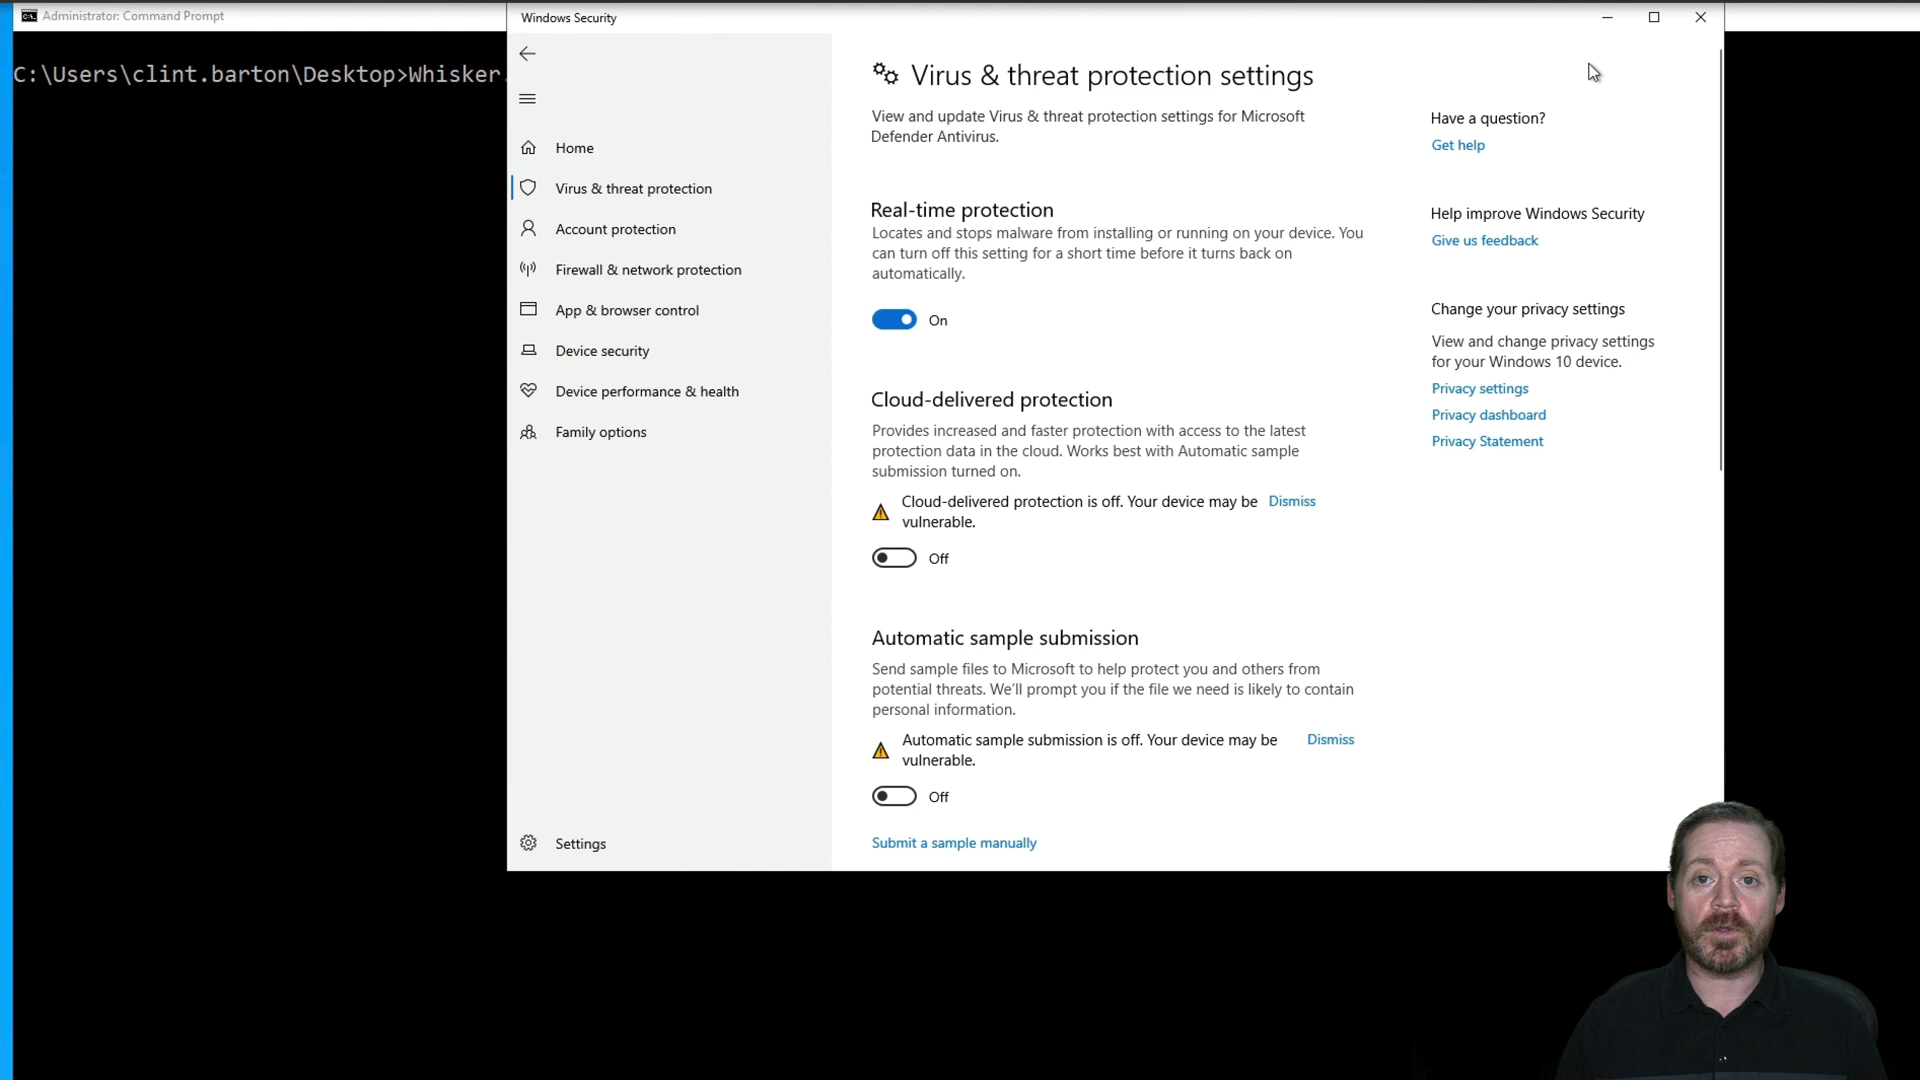 Administrator: Command Prompt
C:\Users\clint.barton\Desktop>Whisker.
Windows Security
Home
Virus & threat protection
Account protection
Firewall & network protection
App & browser control
Device security
Device performance & health
Family options
Settings
Virus & threat protection settings
View and update Virus & threat protection settings for Microsoft
Defender Antivirus.
Real-time protection
Locates and stops malware from installing or running on your device. You
can turn off this setting for a short time before it turns back on
automatically.
On
Cloud-delivered protection
Provides increased and faster protection with access to the latest
protection data in the cloud. Works best with Automatic sample
submission turned on.
Cloud-delivered protection is off. Your device may be Dismiss
vulnerable.
Off
Automatic sample submission
Send sample files to Microsoft to help protect you and others from
potential threats. We'll prompt you if the file we need is likely to contain
personal information.
Automatic sample submission is off. Your device may be Dismiss
vulnerable.
Off
Submit a sample manually
Have a question?
Get help
Help improve Windows Security
Give us feedback
Change your privacy settings
View and change privacy settings
for your Windows 10 device.
Privacy settings
Privacy dashboard
Privacy Statement